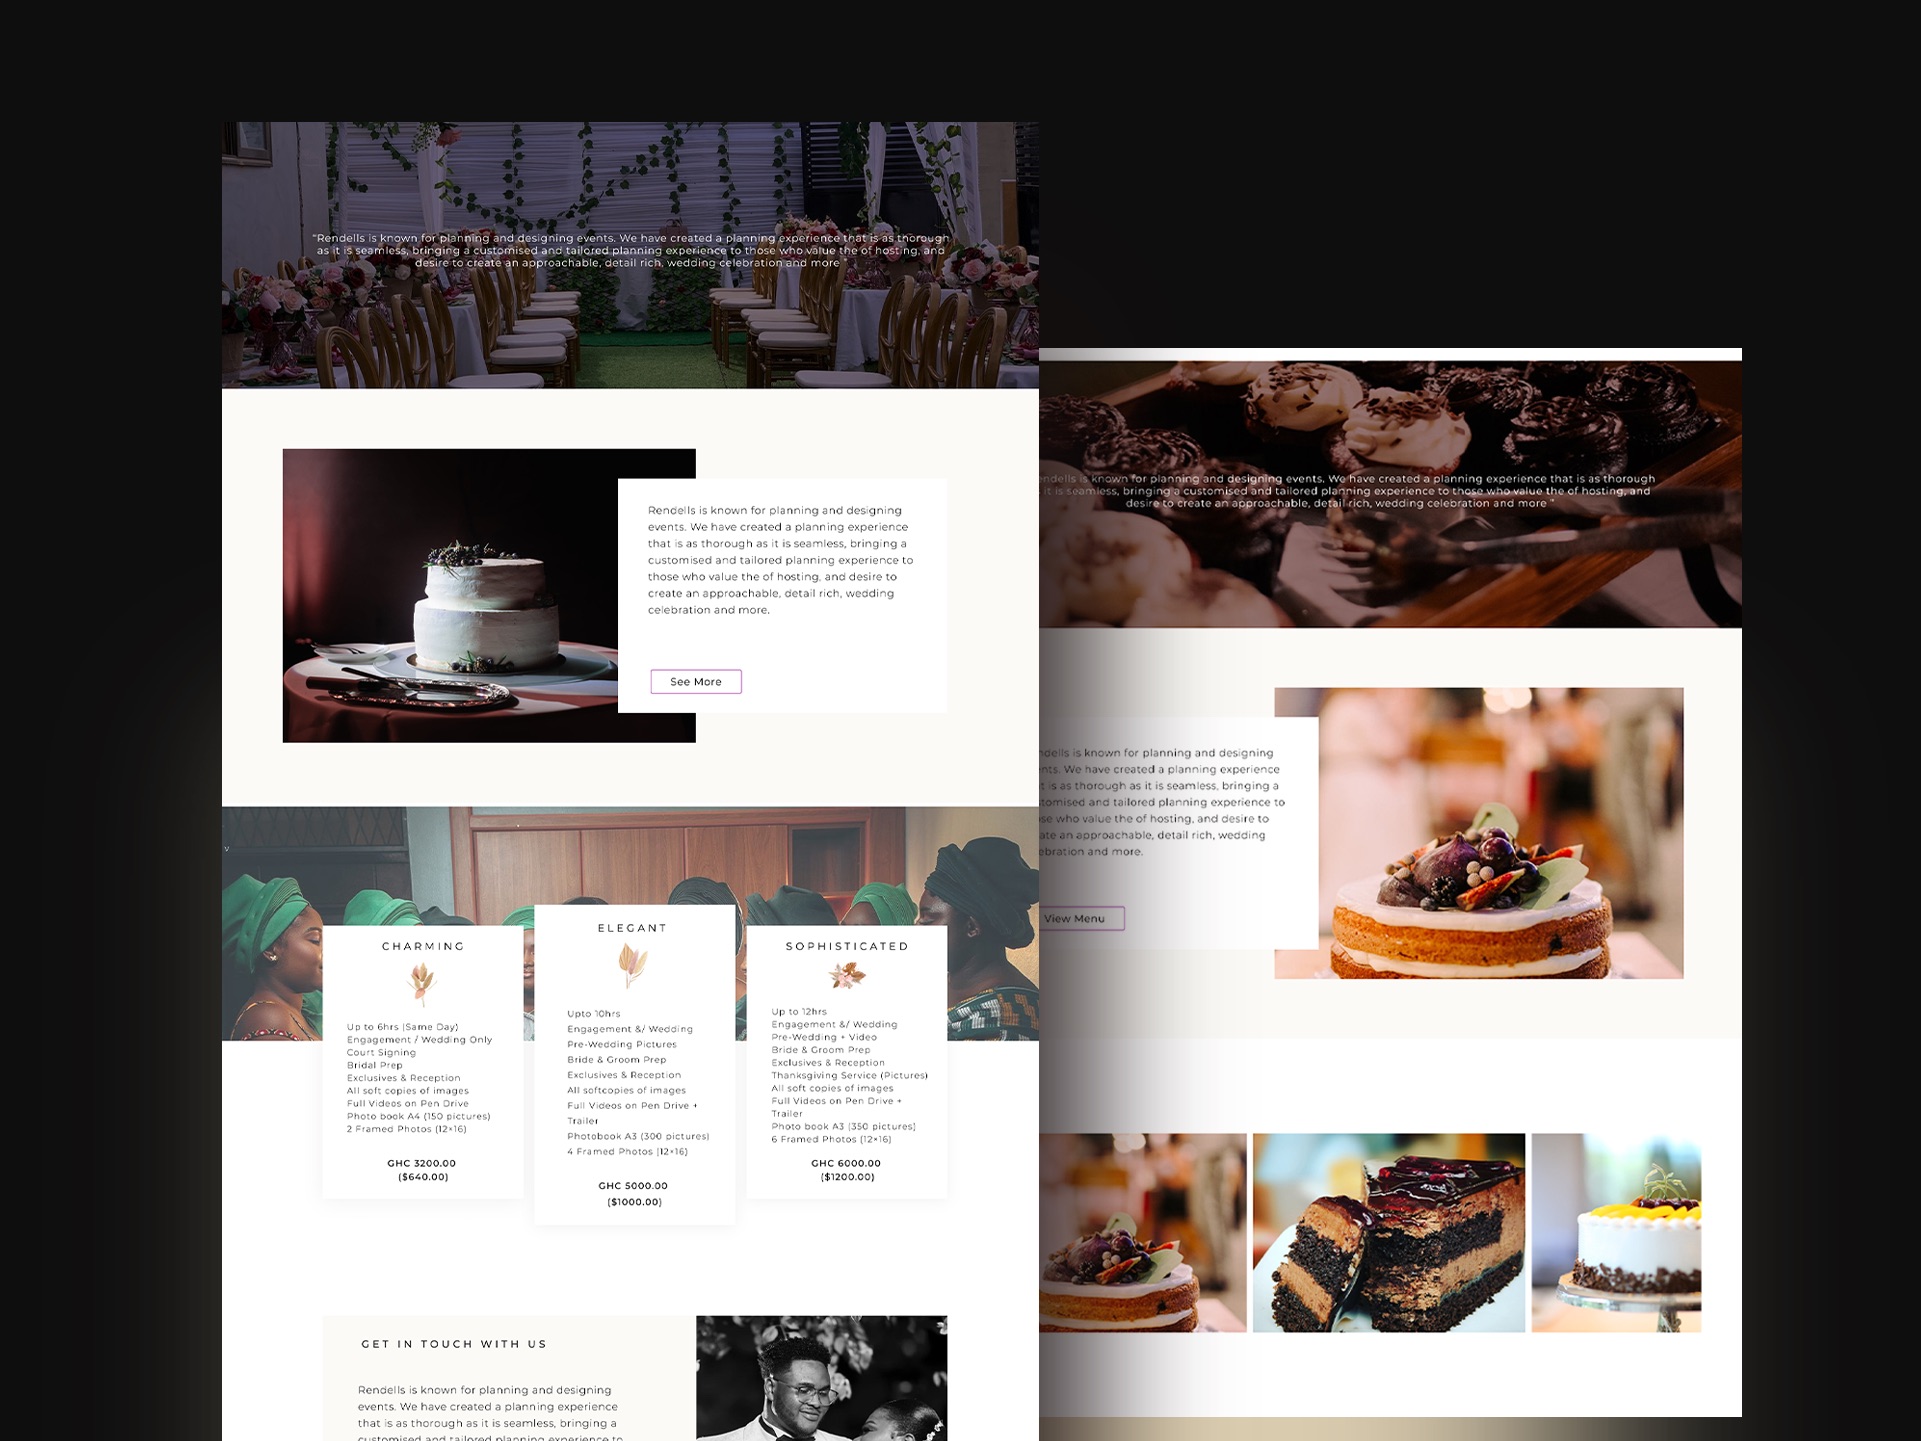 “Rendells is known for planning and designing events. We have created a planning experience that is as thorough
as it is seamless, bringing a customised and tailored planning experience to those who value the of hosting, and
desire to create an approachable, detail rich, wedding celebration and more ”
Rendells is known for planning and designing
events. We have created a planning experience
that is as thorough as it is seamless, bringing a
customised and tailored planning experience to
those who value the of hosting, and desire to
create an approachable, detail rich, wedding
celebration and more.
See More
v
CHARMING
Up to 6hrs (Same Day)
Engagement / Wedding Only
Court Signing
Bridal Prep
Exclusives & Reception
All soft copies of images
Full Videos on Pen Drive
Photo book A4 (150 pictures)
2 Framed Photos (12*16)
GHC 3200.00
($640.00)
ELEGANT
Upto 10hrs
Engagement &/ Wedding
Pre-Wedding Pictures
Bride & Groom Prep
Exclusives & Reception
All softcopies of images
Full Videos on Pen Drive +
Trailer
Photobook A3 (300 pictures)
4 Framed Photos (12*16)
GHC 5000.00
($1000.00)
SOPHISTICATED
Up to 12hrs
Engagement &/ Wedding
Pre-Wedding + Video
Bride & Groom Prep
Exclusives & Reception
Thanksgiving Service (Pictures)
All soft copies of images
Full Videos on Pen Drive +
Trailer
Photo book A3 (350 pictures)
6 Framed Photos (12*16)
GHC 6000.00
($1200.00)
GET IN TOUCH WITH US
Rendells is known for planning and designing
events. We have created a planning experience
that is as thorough as it is seamless, bringing a
customised and tailored planning experience to
endells is known for planning and designing events. We have created a planning experience that is as thorough
it is seamless, bringing a customised and tailored planning experience to those who value the of hosting, and
desire to create an approachable, detail rich, wedding celebration and more ”
ndells is known for planning and designing
nts. We have created a planning experience
t is as thorough as it is seamless, bringing a
tomised and tailored planning experience to
se who value the of hosting, and desire to
ate an approachable, detail rich, wedding
ebration and more.
View Menu